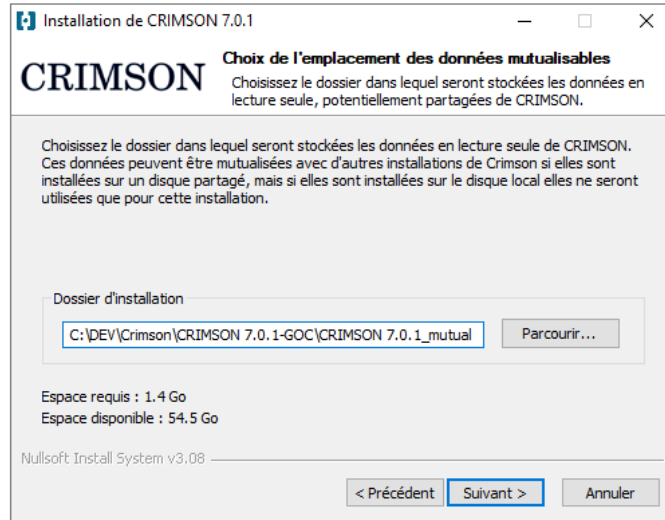 Installation de CRIMSON 7.0.1
CRIMSON
Choix de l'emplacement des données mutualisables
Choisissez le dossier dans lequel seront stockées les données en
lecture seule, potentiellement partagées de CRIMSON.
Choisissez le dossier dans lequel seront stockées les données en lecture seule de CRIMSON.
Ces données peuvent être mutualisées avec d'autres installations de Crimson si elles sont
installées sur un disque partagé, mais si elles sont installées sur le disque local elles ne seront
utilisées que pour cette installation.
Dossier d'installation
C:\DEV\Crimson\CRIMSON 7.0.1-GOC\CRIMSON 7.0.1_mutual
Parcourir...
Espace requis : 1.4 Go
Espace disponible : 54.5 Go
Nullsoft Install System v3.08
< Précédent
Suivant >
Annuler